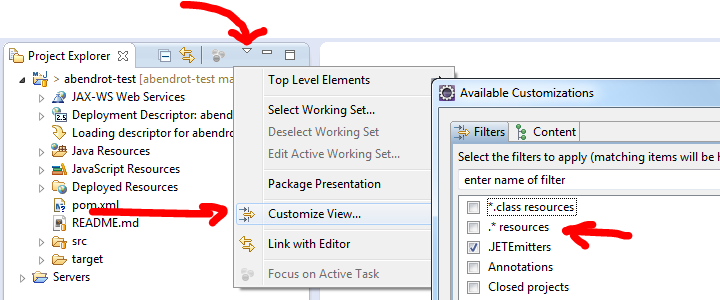 Project Explorer
> abendrot-test [abendrot-test ma
JAX-WS Web Services
Deployment Descriptor: abend
Loading descriptor for abendro
Java Resources
JavaScript Resources
Deployed Resources
pom.xml
README.md
src
target
Servers
Top Level Elements
Select Working Set...
Deselect Working Set
Edit Active Working Set...
Package Presentation
Customize View...
Link with Editor
Focus on Active Task
Available Customizations
Filters
Content
Select the filters to apply (matching items will be h
enter name of filter
*.class resources
.* resources
.JETEmitters
Annotations
Closed projects